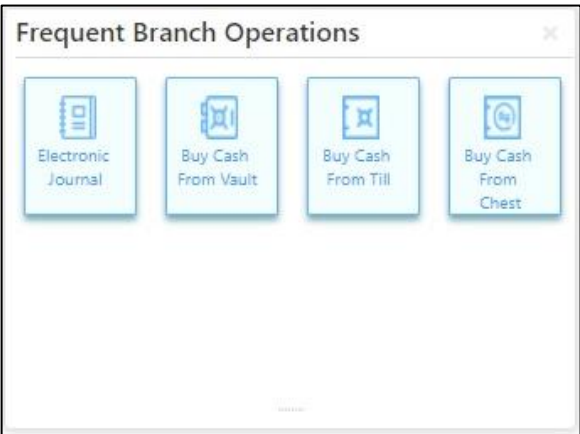 Frequent Branch Operations
Electronic
Journal
Buy Cash
From Vault
Buy Cash
From Till
Buy Cash
From
Chest